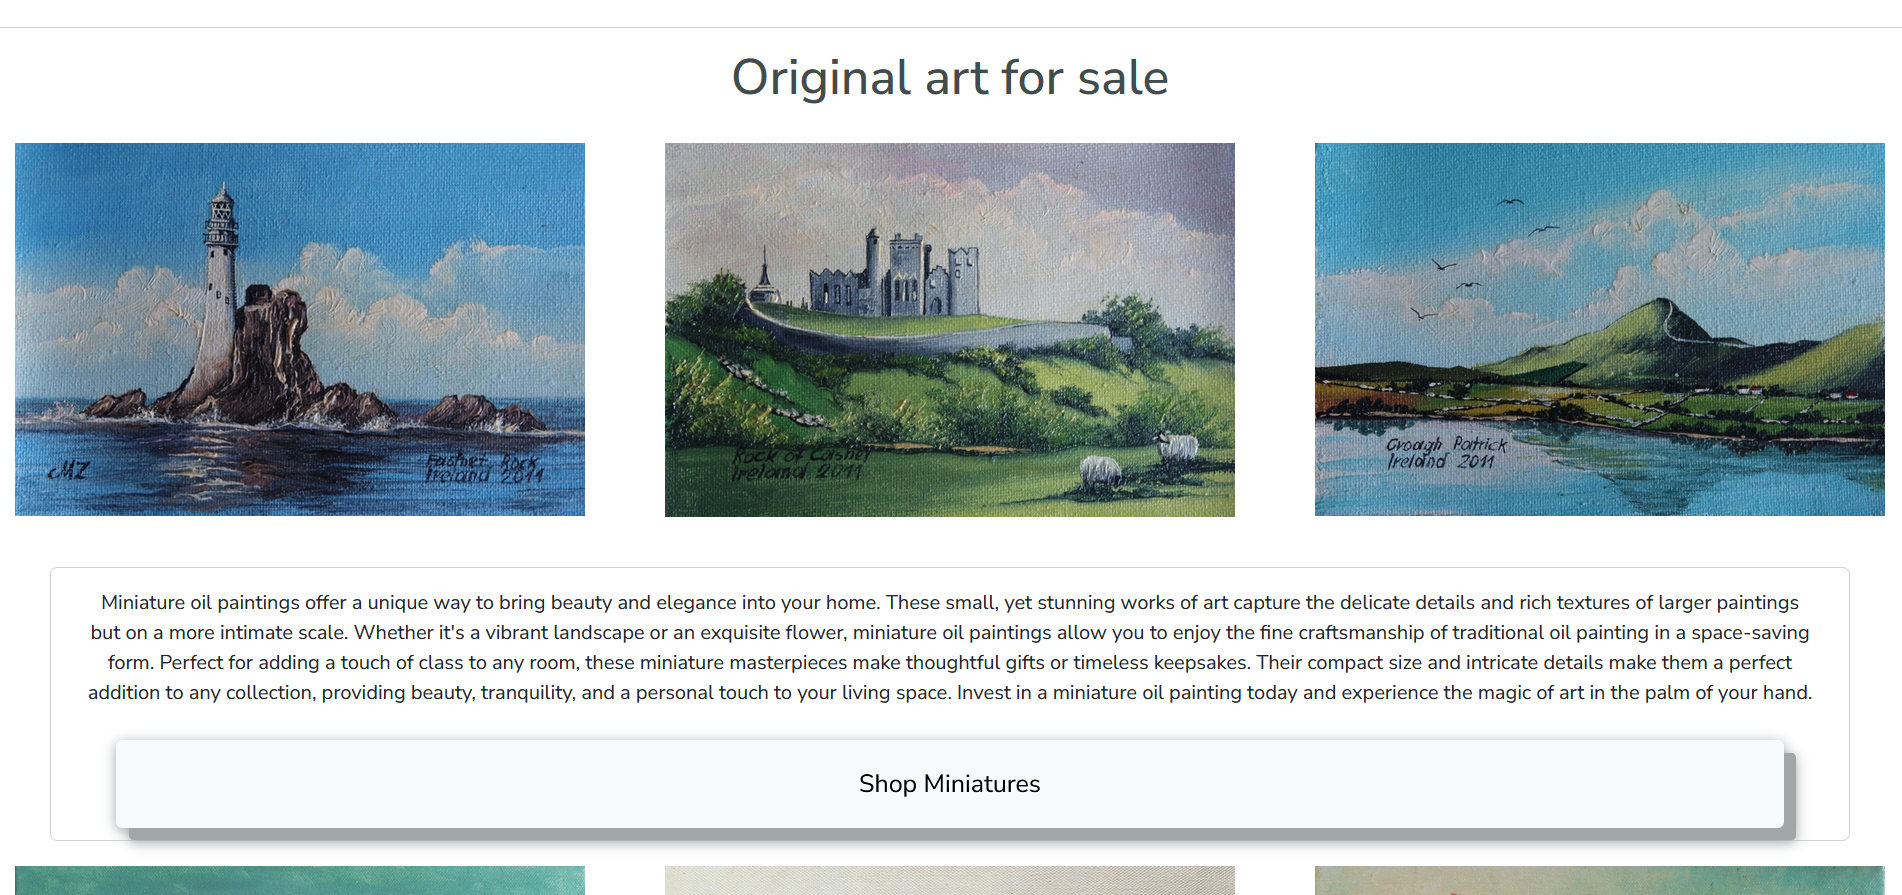 Original art for sale
MZ
Fastnet Rock
Ireland 2011
Rock of Cashel
Ireland 2011
Croagh Patrick
Ireland 2011
Miniature oil paintings offer a unique way to bring beauty and elegance into your home. These small, yet stunning works of art capture the delicate details and rich textures of larger paintings
but on a more intimate scale. Whether it's a vibrant landscape or an exquisite flower, miniature oil paintings allow you to enjoy the fine craftsmanship of traditional oil painting in a space-saving
form. Perfect for adding a touch of class to any room, these miniature masterpieces make thoughtful gifts or timeless keepsakes. Their compact size and intricate details make them a perfect
addition to any collection, providing beauty, tranquility, and a personal touch to your living space. Invest in a miniature oil painting today and experience the magic of art in the palm of your hand.
Shop Miniatures